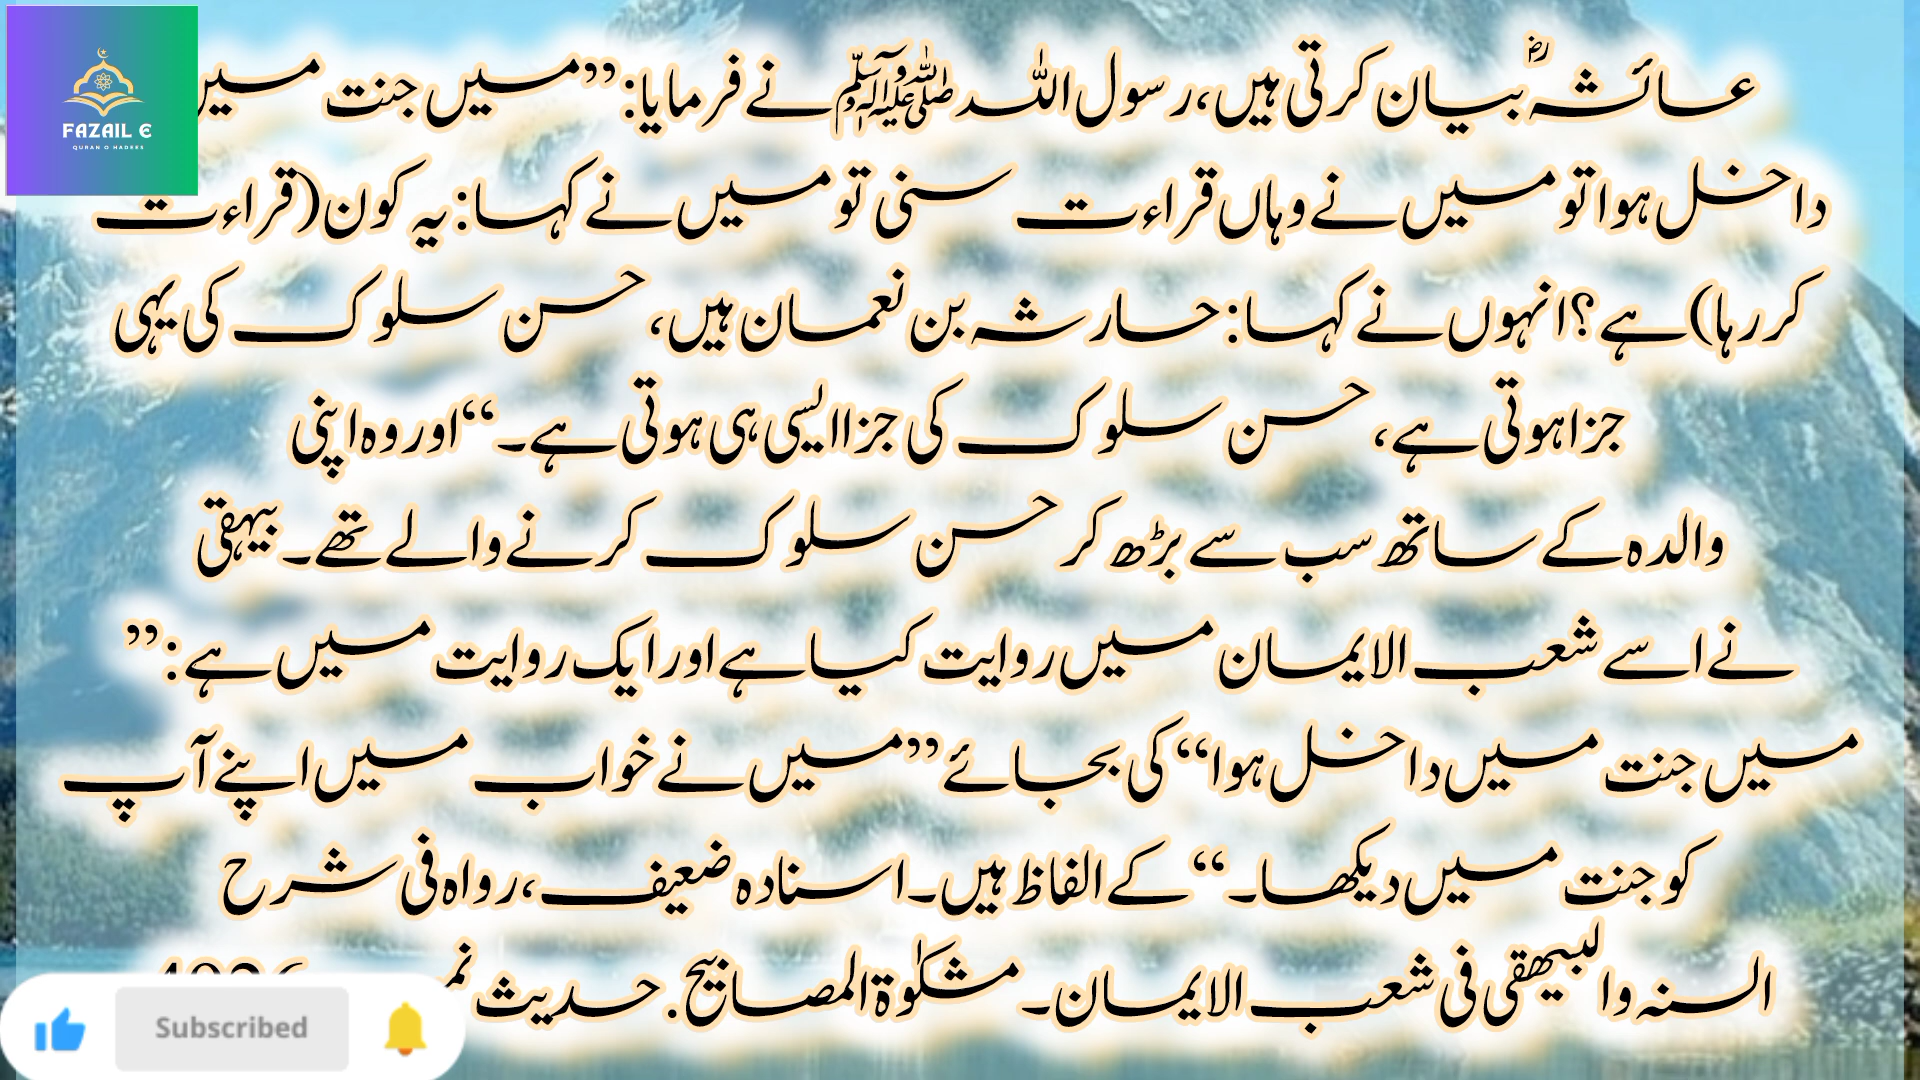 FAZAIL E
QURAN O HADEES
عائشہ ؓ بیان کرتی ہیں، رسول اللہ ﷺ نے فرمایا: ’’میں جنت میں
داخل ہوا تو میں نے وہاں قراءت سنی تو میں نے کہا: یہ کون (قراءت
کر رہا) ہے؟ انہوں نے کہا: حارثہ بن نعمان ہیں، حسن سلوک کی یہی
جزا ہوتی ہے، حسن سلوک کی جزا ایسی ہی ہوتی ہے۔‘‘ اور وہ اپنی
والدہ کے ساتھ سب سے بڑھ کر حسن سلوک کرنے والے تھے۔ بیہقی
نے اسے شعب الایمان میں روایت کیا ہے اور ایک روایت میں ہے: ’’
میں جنت میں داخل ہوا‘‘ کی بجائے ’’میں نے خواب میں اپنے آپ
کو جنت میں دیکھا۔‘‘ کے الفاظ ہیں۔ اسنادہ ضعیف، رواہ فی شرح
السنہ و البیھقی فی شعب الایمان۔ مشکوٰۃ المصابیح. حدیث
Subscribed